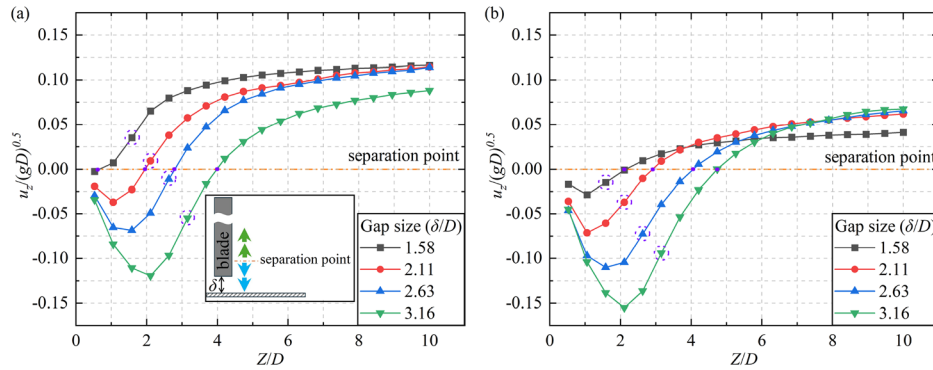 (a)
0.15
0.10
0.05
0.00
-0.05
-0.10
-0.15
u_z/(gD)^0.5
separation point
blade
separation point
δ
Gap size (δ/D)
1.58
2.11
2.63
3.16
0 2 4 6 8 10
Z/D
(b)
0.15
0.10
0.05
0.00
-0.05
-0.10
-0.15
u_z/(gD)^0.5
separation point
Gap size (δ/D)
1.58
2.11
2.63
3.16
0 2 4 6 8 10
Z/D